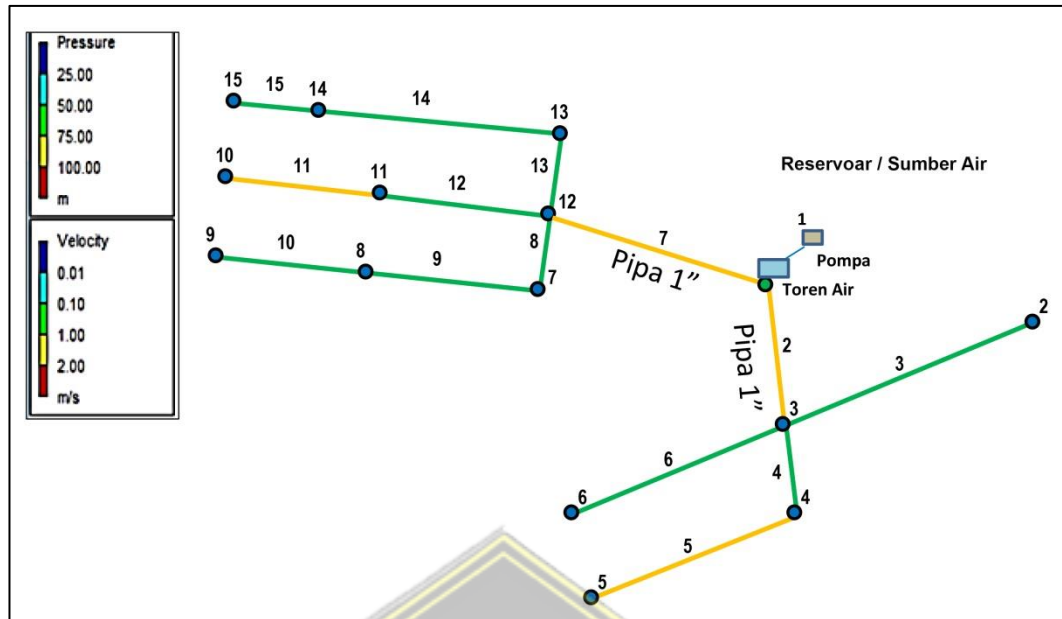 Pressure
25.00
50.00
75.00
100.00
m
Velocity
0.01
0.10
1.00
2.00
m/s
15 15 14 14 13
10 11 11 12 13 12
9 10 8 9 8 7
7
Pipa 1"
Reservoar / Sumber Air
1
Pompa
Toren Air
2
2
Pipa 1"
3
3
6
6
4
4
5
5